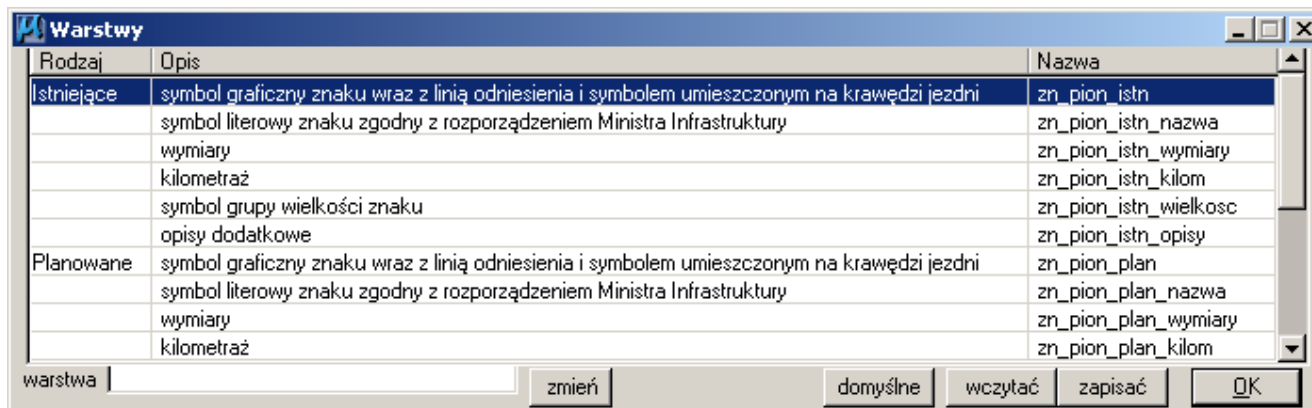 Warstwy
Rodzaj Opis Nazwa
Istniejące symbol graficzny znaku wraz z linią odniesienia i symbolem umieszczonym na krawędzi jezdni zn_pion_istn
symbol literowy znaku zgodny z rozporządzeniem Ministra Infrastruktury zn_pion_istn_nazwa
wymiary zn_pion_istn_wymiary
kilometraż zn_pion_istn_kilom
symbol grupy wielkości znaku zn_pion_istn_wielkosc
opisy dodatkowe zn_pion_istn_opisy
Planowane symbol graficzny znaku wraz z linią odniesienia i symbolem umieszczonym na krawędzi jezdni zn_pion_plan
symbol literowy znaku zgodny z rozporządzeniem Ministra Infrastruktury zn_pion_plan_nazwa
wymiary zn_pion_plan_wymiary
kilometraż zn_pion_plan_kilom
warstwa zmień domyślne wczytać zapisać OK